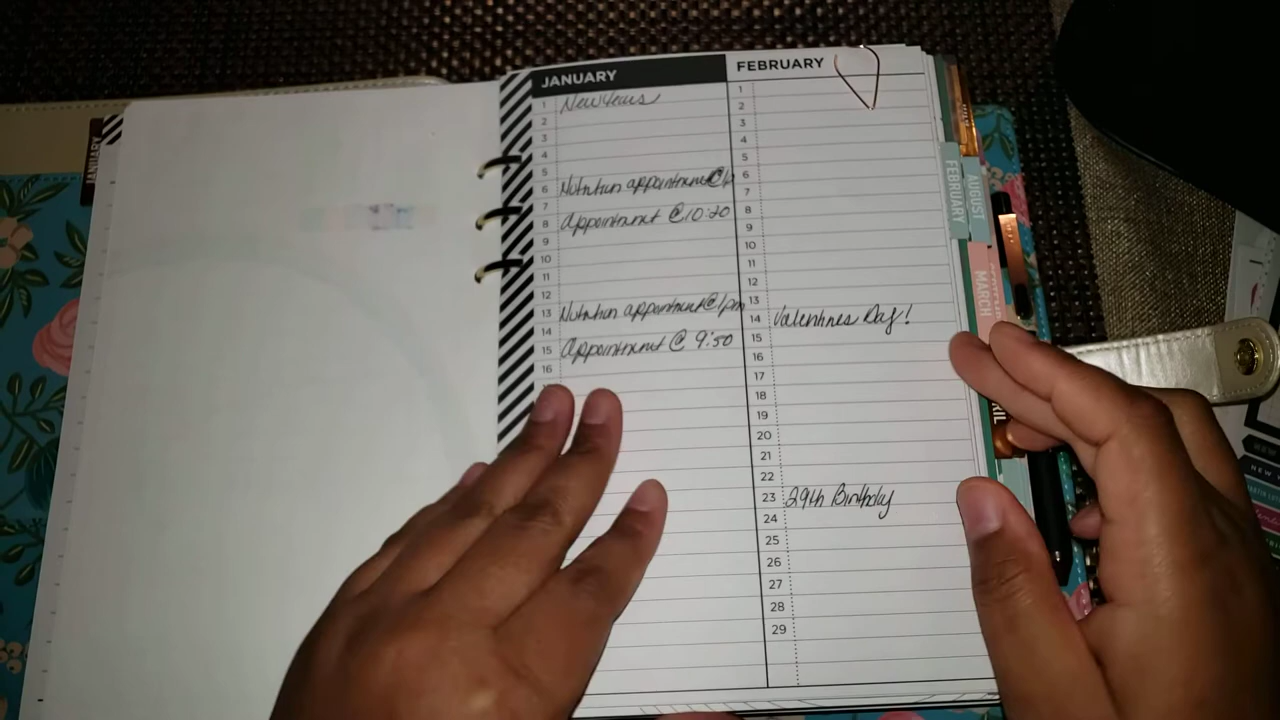 JANUARY
1 New Years
2
3
4
5
6 Nutrition appointment@1p
7
8 Appointment @10:20
9
10
11
12
13 Nutrition appointment@1pm
14
15 Appointment @ 9:50
16
FEBRUARY
1
2
3
4
5
6
7
8
9
10
11
12
13
14 Valentines Day!
15
16
17
18
19
20
21
22
23 29th Birthday
24
25
26
27
28
29
JANUARY
FEBRUARY
AUGUST
MARCH
RIL